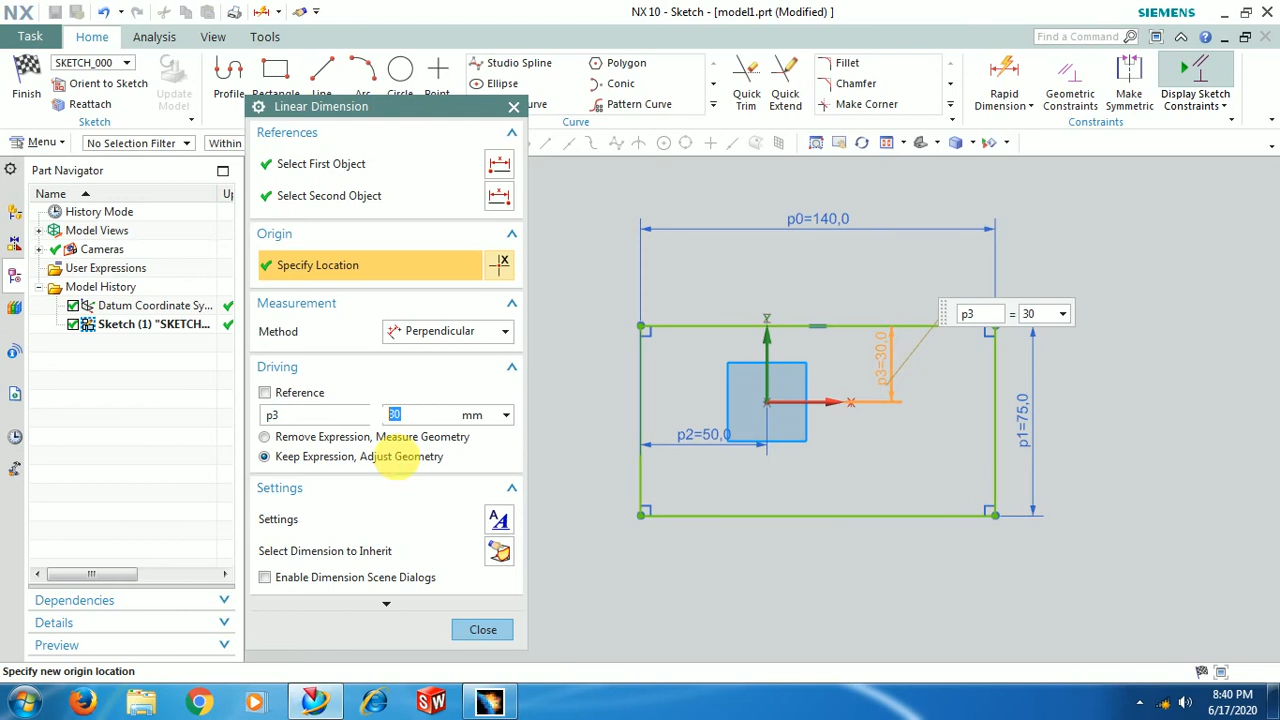 NX
NX 10 - Sketch - [model1.prt (Modified) ]
SIEMENS
Task
Home
Analysis
View
Tools
Find a Command
SKETCH_000
Finish
Orient to Sketch
Reattach
Update
Model
Sketch
Profile
Rectangle
Line
Arc
Circle
Point
Studio Spline
Ellipse
Polygon
Conic
Pattern Curve
Curve
Quick
Trim
Quick
Extend
Fillet
Chamfer
Make Corner
Rapid
Dimension
Geometric
Constraints
Make
Symmetric
Display Sketch
Constraints
Constraints
Menu
No Selection Filter
Within
Part Navigator
Name
History Mode
Model Views
Cameras
User Expressions
Model History
Datum Coordinate Sy...
Sketch (1) "SKETCH...
Dependencies
Details
Preview
Linear Dimension
References
Select First Object
Select Second Object
Origin
Specify Location
Measurement
Method
Perpendicular
Driving
Reference
p3
30 mm
Remove Expression, Measure Geometry
Keep Expression, Adjust Geometry
Settings
Settings
Select Dimension to Inherit
Enable Dimension Scene Dialogs
Close
p0=140,0
p3 = 30
p3=30,0
p2=50,0
p1=75,0
Specify new origin location
8:40 PM
6/17/2020